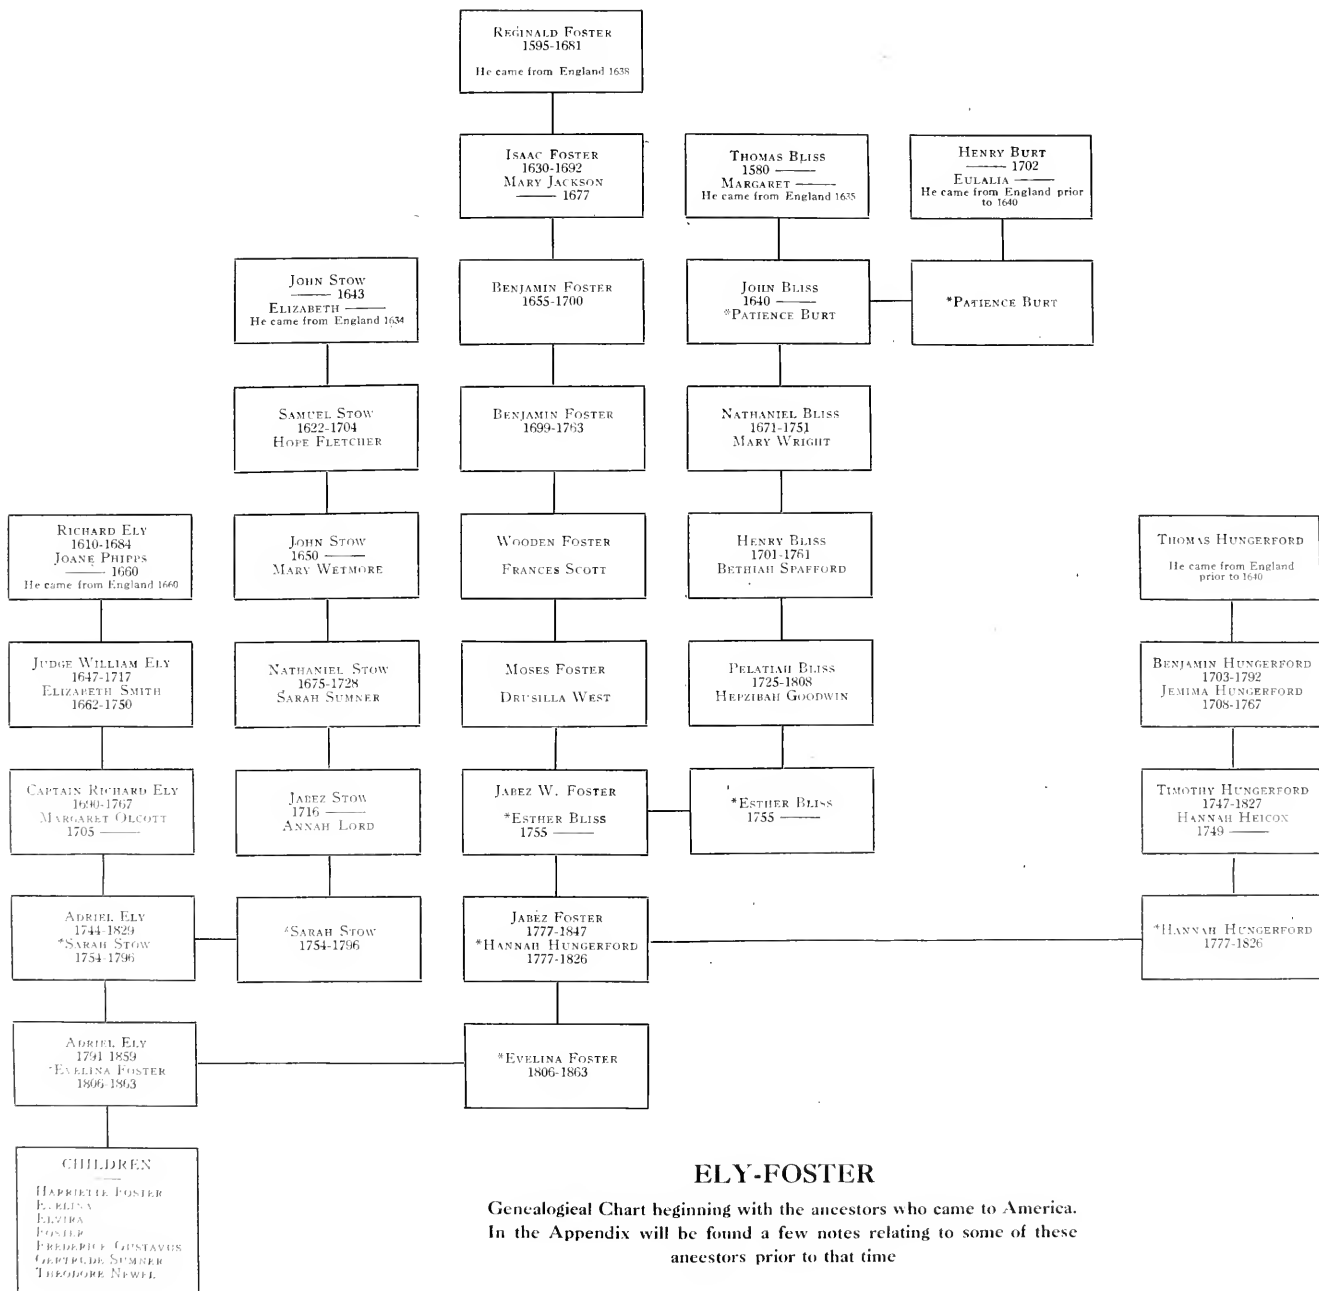 REGINALD FOSTER
1595-1681
He came from England 1638
ISAAC FOSTER
1630-1692
MARY JACKSON
—— 1677
THOMAS BLISS
1580 ——
MARGARET ——
He came from England 1635
HENRY BURT
—— 1702
EULALIA ——
He came from England prior
to 1640
JOHN STOW
—— 1643
ELIZABETH ——
He came from England 1634
BENJAMIN FOSTER
1655-1700
JOHN BLISS
1640 ——
*PATIENCE BURT
*PATIENCE BURT
SAMUEL STOW
1622-1704
HOPE FLETCHER
BENJAMIN FOSTER
1699-1763
NATHANIEL BLISS
1671-1751
MARY WRIGHT
RICHARD ELY
1610-1684
JOANE PHIPPS
—— 1660
He came from England 1660
JOHN STOW
1650 ——
MARY WETMORE
WOODEN FOSTER
FRANCES SCOTT
HENRY BLISS
1701-1761
BETHIAH SPAFFORD
THOMAS HUNGERFORD
He came from England
prior to 1640
JUDGE WILLIAM ELY
1647-1717
ELIZABETH SMITH
1662-1750
NATHANIEL STOW
1675-1728
SARAH SUMNER
MOSES FOSTER
DRUSILLA WEST
PELATIAH BLISS
1725-1808
HEPZIBAH GOODWIN
BENJAMIN HUNGERFORD
1703-1792
JEMIMA HUNGERFORD
1708-1767
CAPTAIN RICHARD ELY
1690-1767
MARGARET OLCOTT
1705 ——
JABEZ STOW
1716 ——
ANNAH LORD
JABEZ W. FOSTER
*ESTHER BLISS
1755 ——
*ESTHER BLISS
1755 ——
TIMOTHY HUNGERFORD
1747-1827
HANNAH HEICOX
1749 ——
ADRIEL ELY
1744-1829
*SARAH STOW
1754-1796
*SARAH STOW
1754-1796
JABEZ FOSTER
1777-1847
*HANNAH HUNGERFORD
1777-1826
*HANNAH HUNGERFORD
1777-1826
ADRIEL ELY
1791-1859
*EVELINA FOSTER
1806-1863
*EVELINA FOSTER
1806-1863
CHILDREN
HARRIETTE FOSTER
EVELINA
ELVIRA
FOSTER
FREDERICK GUSTAVUS
GERTRUDE SUMNER
THEODORE NEWEL
ELY-FOSTER
Genealogical Chart beginning with the ancestors who came to America.
In the Appendix will be found a few notes relating to some of these
ancestors prior to that time